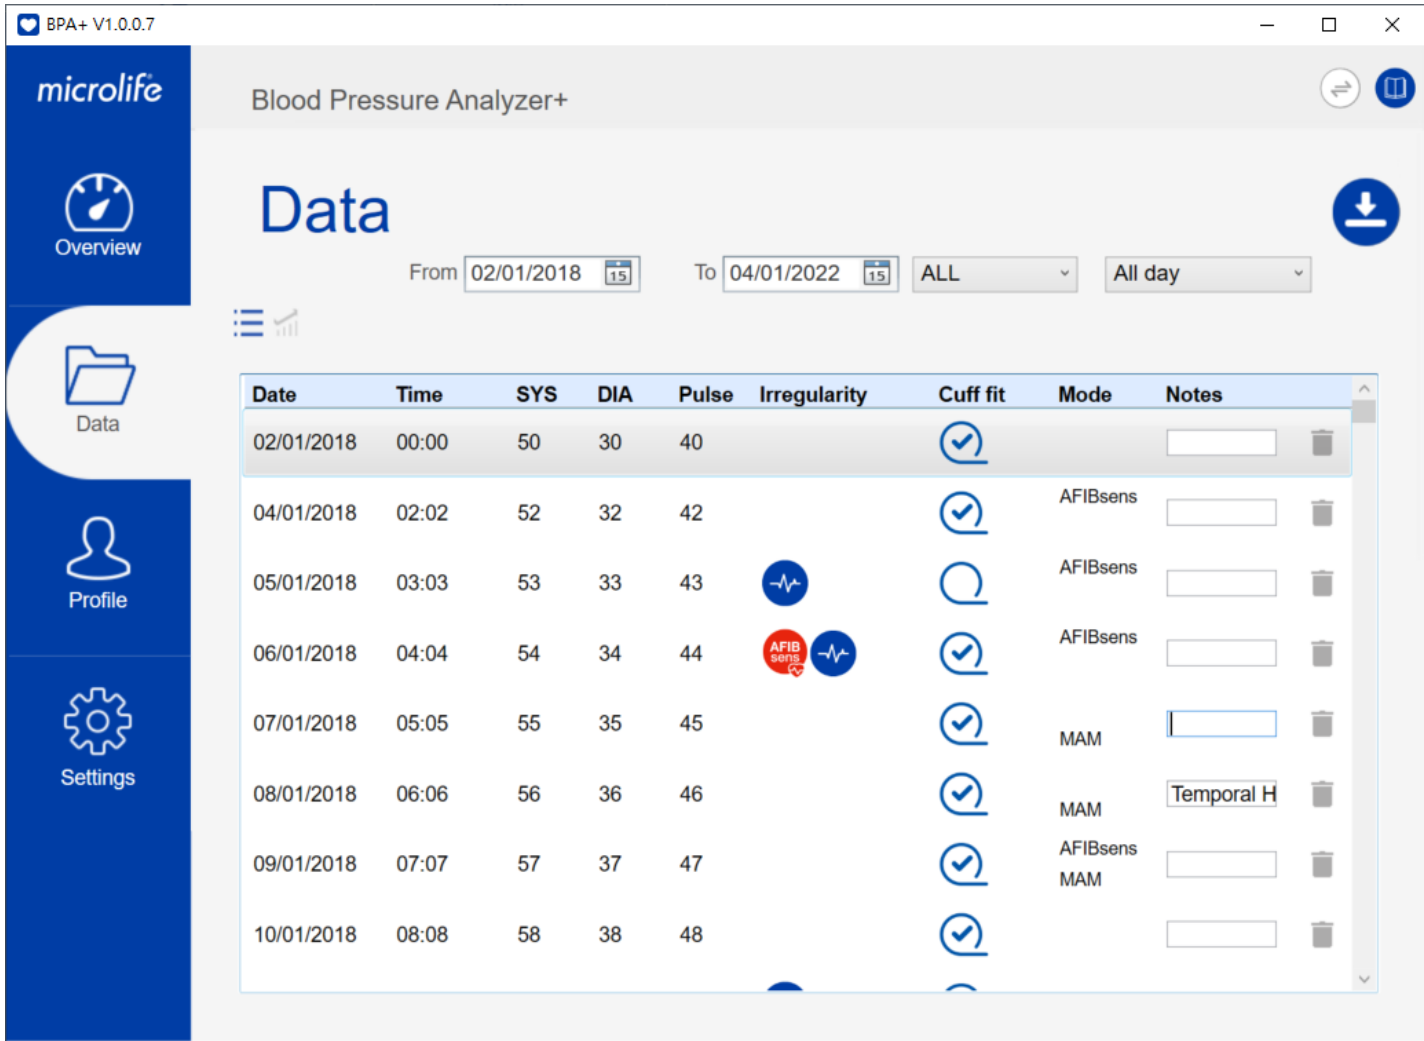 BPA+ V1.0.0.7
microlife
Blood Pressure Analyzer+
Overview
Data
Profile
Settings
Data
From 02/01/2018 15 To 04/01/2022 15 ALL All day
Date Time SYS DIA Pulse Irregularity Cuff fit Mode Notes
02/01/2018 00:00 50 30 40
04/01/2018 02:02 52 32 42 AFIBsens
05/01/2018 03:03 53 33 43 AFIBsens
06/01/2018 04:04 54 34 44 AFIB sens AFIBsens
07/01/2018 05:05 55 35 45 MAM
08/01/2018 06:06 56 36 46 MAM Temporal H
09/01/2018 07:07 57 37 47 AFIBsens MAM
10/01/2018 08:08 58 38 48